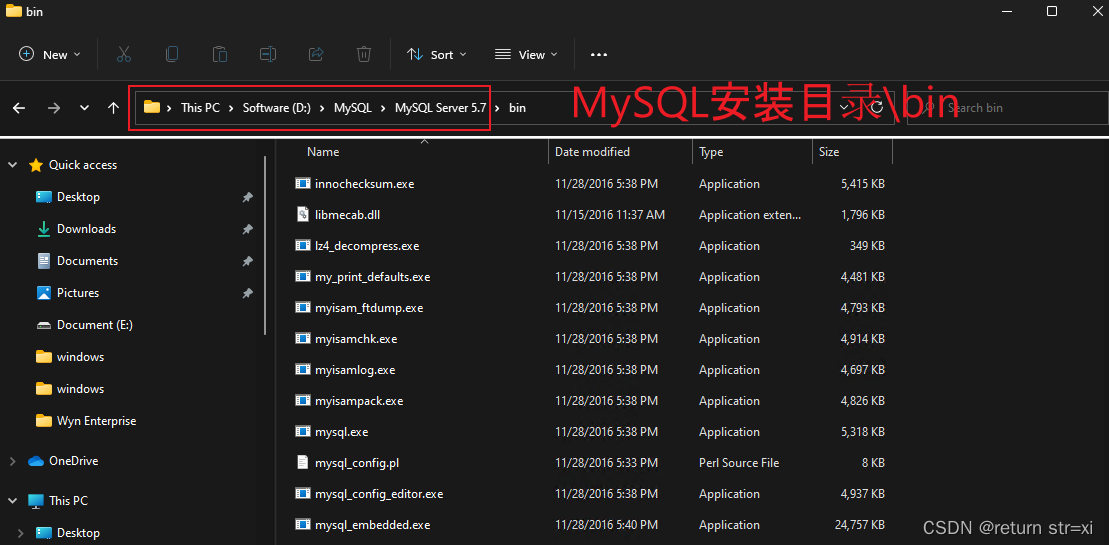 bin
New
Sort
View
This PC
Software (D:)
MySQL
MySQL Server 5.7
bin
MySQL安装目录\bin
Search bin
Name
Date modified
Type
Size
Quick access
Desktop
Downloads
Documents
Pictures
Document (E:)
windows
windows
Wyn Enterprise
OneDrive
This PC
Desktop
innochecksum.exe 11/28/2016 5:38 PM Application 5,415 KB
libmecab.dll 11/15/2016 11:37 AM Application exten... 1,796 KB
lz4_decompress.exe 11/28/2016 5:38 PM Application 349 KB
my_print_defaults.exe 11/28/2016 5:38 PM Application 4,481 KB
myisam_ftdump.exe 11/28/2016 5:38 PM Application 4,793 KB
myisamchk.exe 11/28/2016 5:38 PM Application 4,914 KB
myisamlog.exe 11/28/2016 5:38 PM Application 4,697 KB
myisampack.exe 11/28/2016 5:38 PM Application 4,826 KB
mysql.exe 11/28/2016 5:38 PM Application 5,318 KB
mysql_config.pl 11/28/2016 5:33 PM Perl Source File 8 KB
mysql_config_editor.exe 11/28/2016 5:38 PM Application 4,937 KB
mysql_embedded.exe 11/28/2016 5:40 PM Application 24,757 KB
CSDN @return str=xi